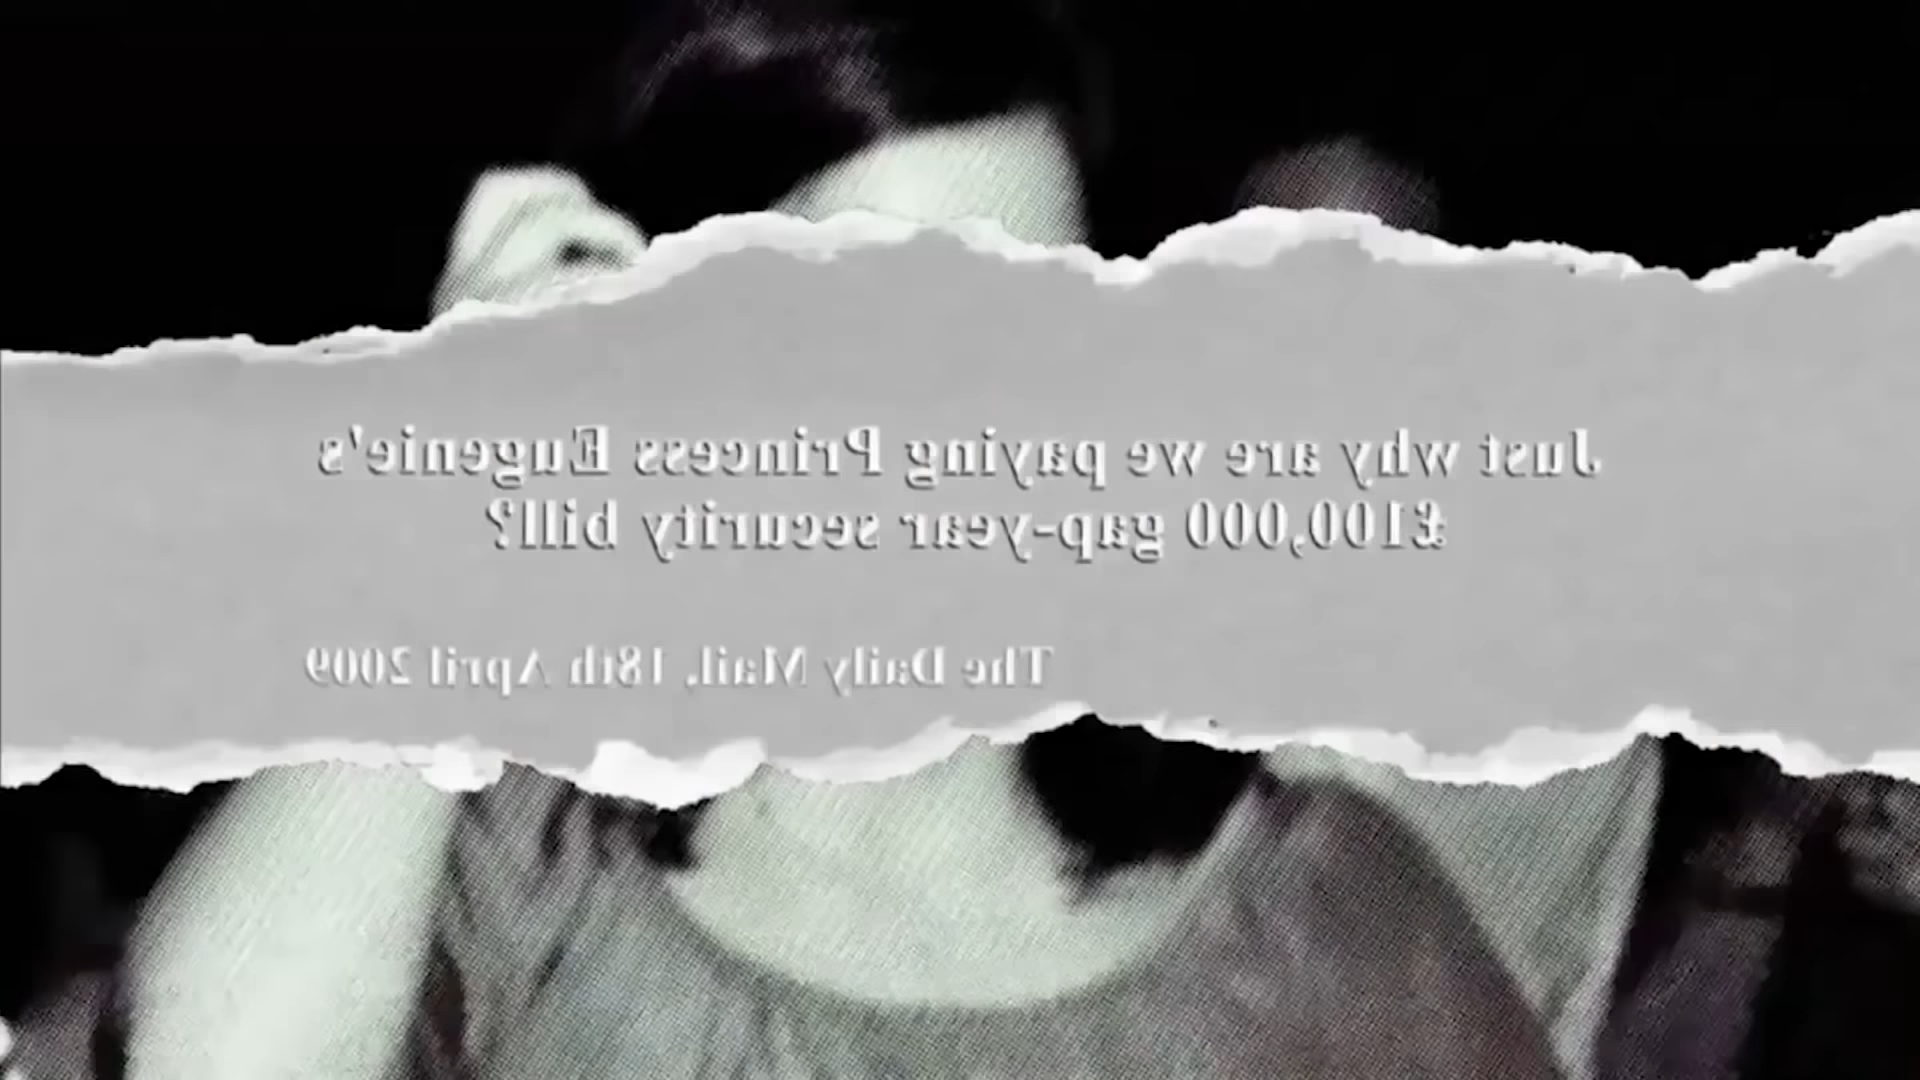 Just why are we paying Princess Eugenie's
£100,000 gap-year security bill?
The Daily Mail, 18th April 2009